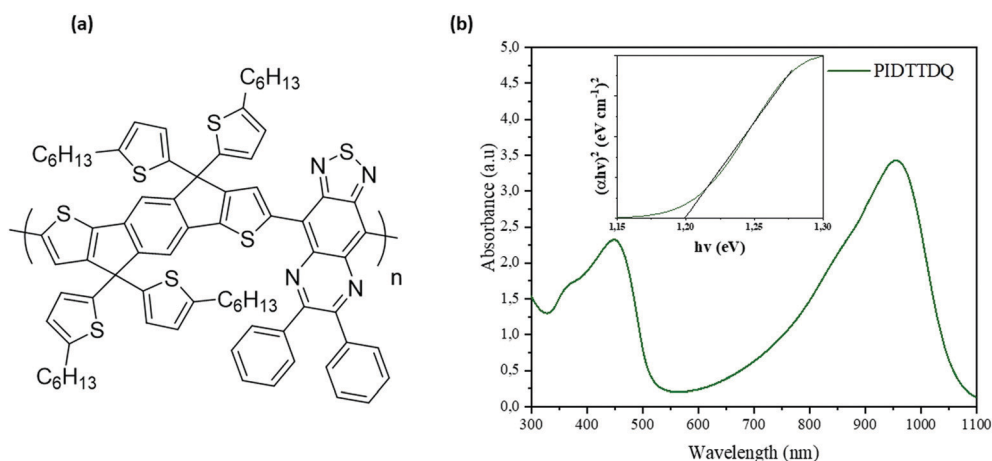 (a)
C6H13
C6H13
S
S
N
S
N
S
S
N
N
n
S
S
C6H13
C6H13
(b)
5.0
4.5
4.0
3.5
3.0
2.5
2.0
1.5
1.0
0.5
0.0
Absorbance (a.u)
300 400 500 600 700 800 900 1000 1100
Wavelength (nm)
PIDTTDQ
(αhv)² (eV cm⁻¹)²
1,15 1,20 1,25 1,30
hv (eV)